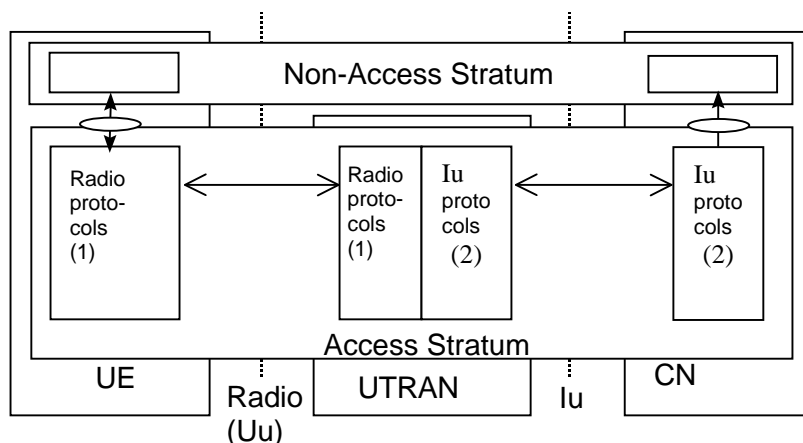 Non-Access Stratum
Radio
proto-
cols
(1)
Radio
proto-
cols
(1)
Iu
proto
cols
(2)
Iu
proto
cols
(2)
Access Stratum
UE
Radio
(Uu)
UTRAN
Iu
CN